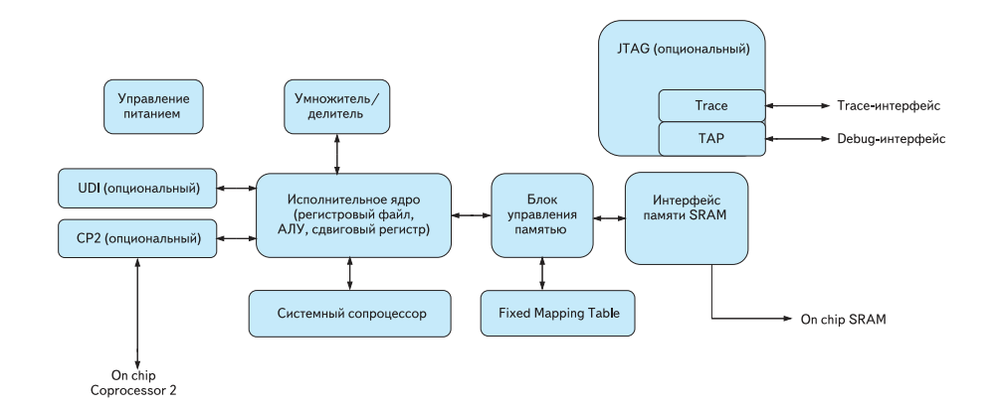 JTAG (опциональный)
Trace
Trace-интерфейс
TAP
Debug-интерфейс
Управление
питанием
Умножитель/
делитель
UDI (опциональный)
CP2 (опциональный)
Исполнительное ядро
(регистровый файл,
АЛУ, сдвиговый регистр)
Блок
управления
памятью
Интерфейс
памяти SRAM
Системный сопроцессор
Fixed Mapping Table
On chip SRAM
On chip
Coprocessor 2